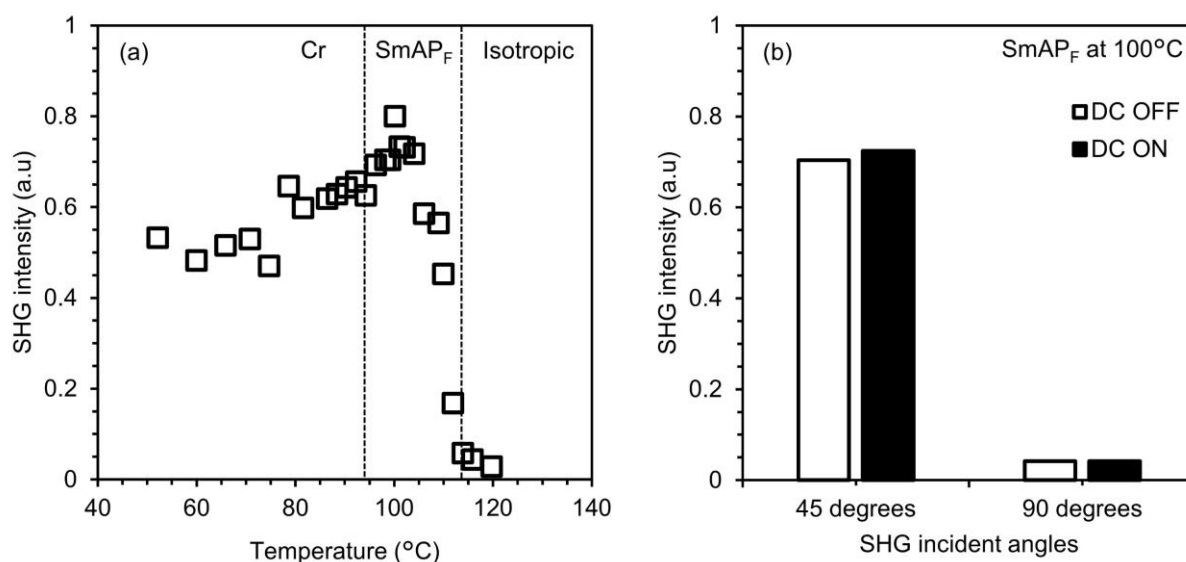 (a)
Cr
SmAPF
Isotropic
SHG intensity (a.u)
1
0.8
0.6
0.4
0.2
0
40
60
80
100
120
140
Temperature (°C)
(b)
SmAPF at 100°C
DC OFF
DC ON
SHG intensity (a.u)
1
0.8
0.6
0.4
0.2
0
45 degrees
90 degrees
SHG incident angles